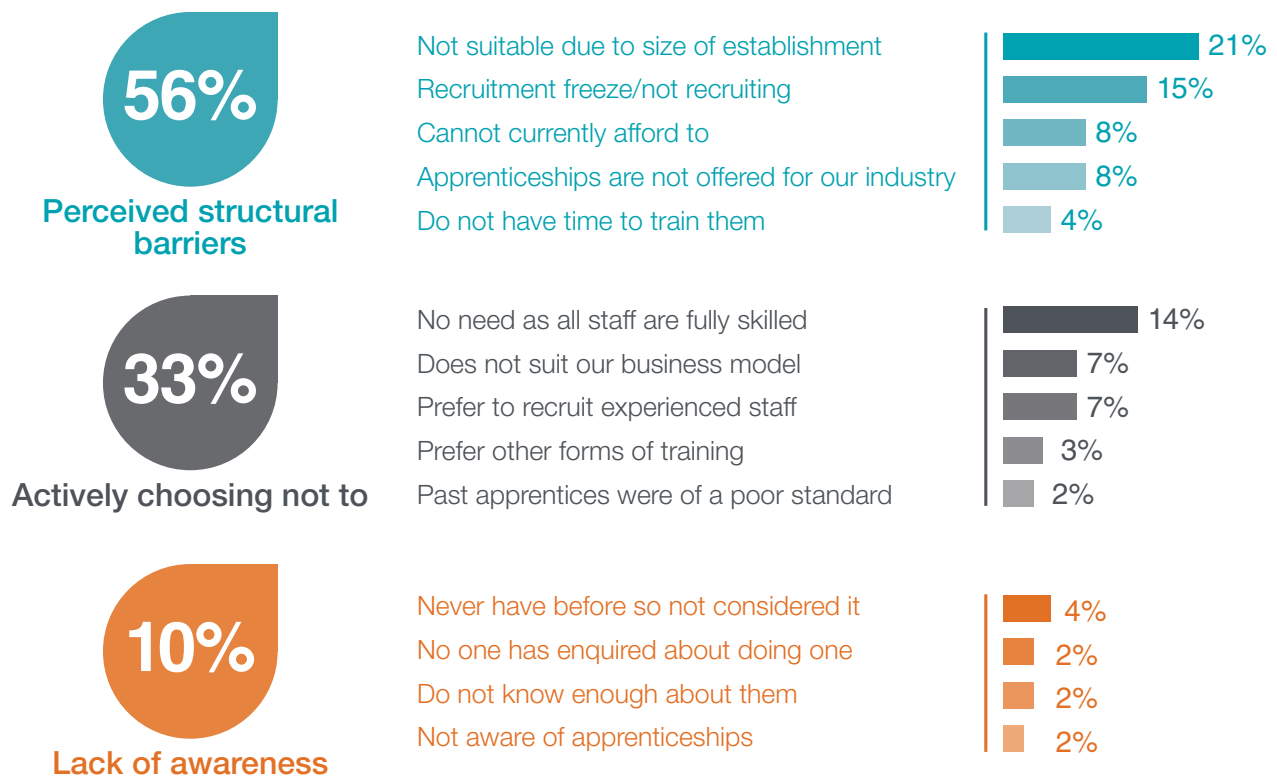 56%
Perceived structural
barriers
Not suitable due to size of establishment 21%
Recruitment freeze/not recruiting 15%
Cannot currently afford to 8%
Apprenticeships are not offered for our industry 8%
Do not have time to train them 4%
33%
Actively choosing not to
No need as all staff are fully skilled 14%
Does not suit our business model 7%
Prefer to recruit experienced staff 7%
Prefer other forms of training 3%
Past apprentices were of a poor standard 2%
10%
Lack of awareness
Never have before so not considered it 4%
No one has enquired about doing one 2%
Do not know enough about them 2%
Not aware of apprenticeships 2%